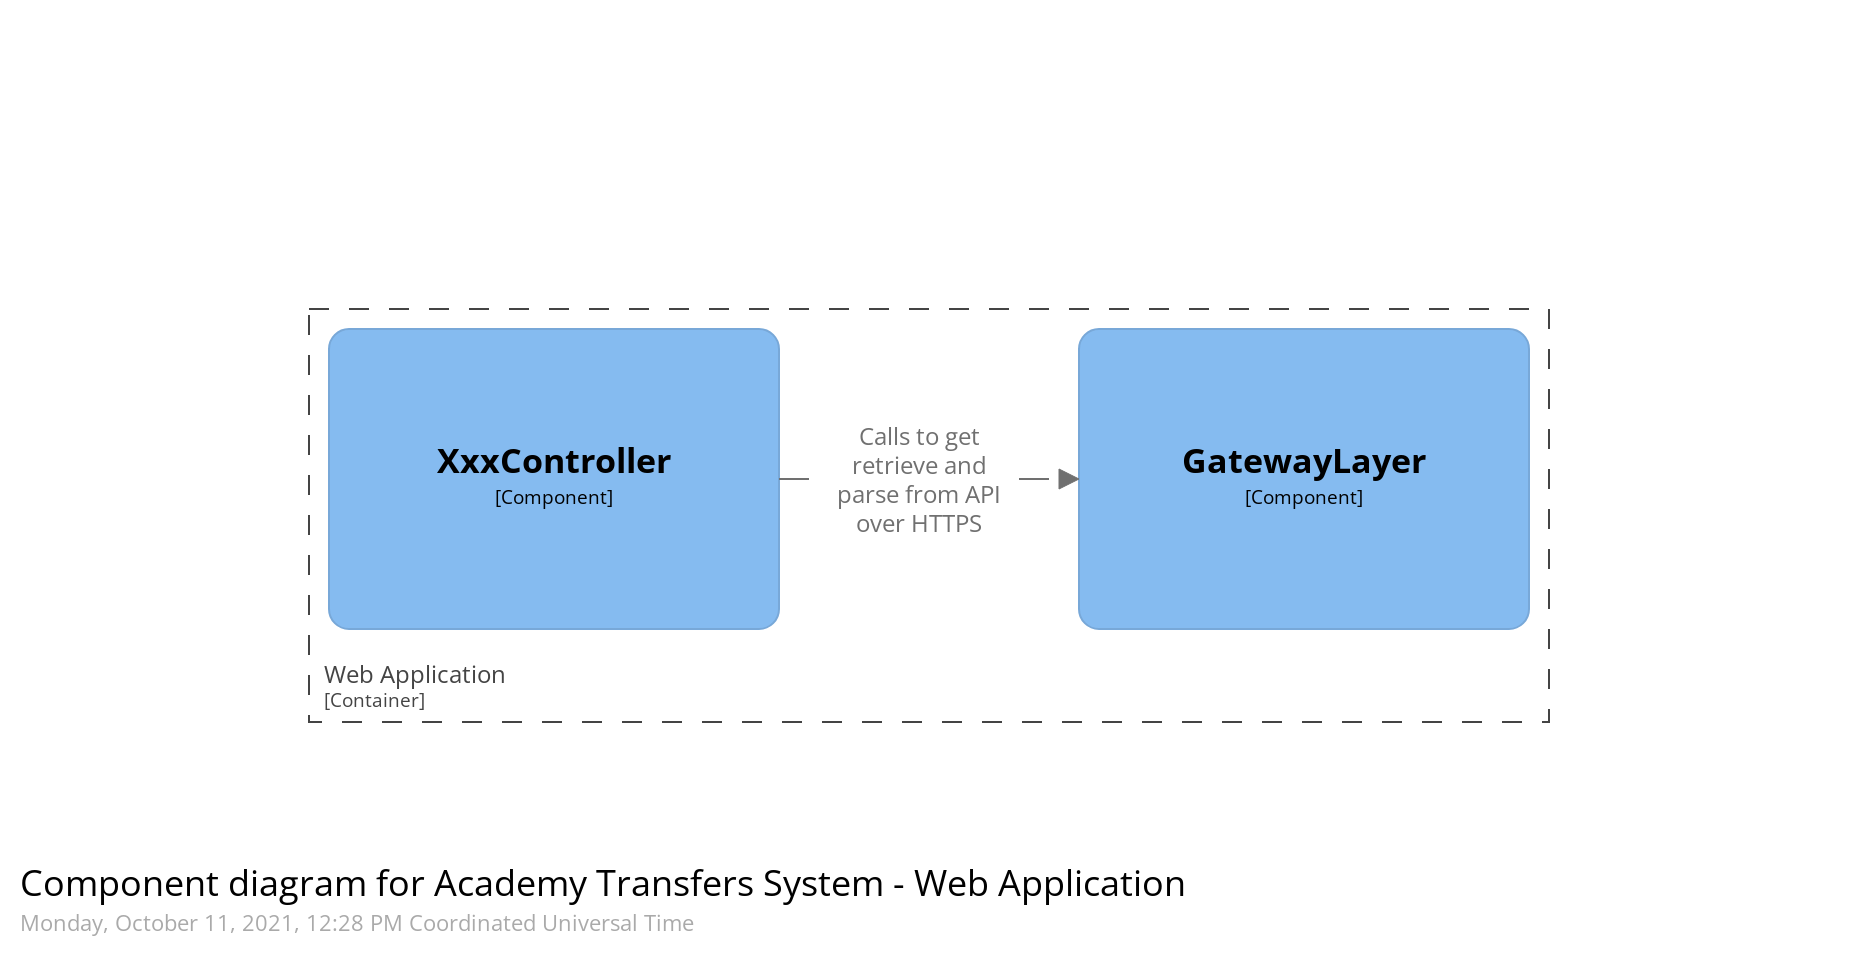 XxxController
[Component]
Calls to get
retrieve and
parse from API
over HTTPS
GatewayLayer
[Component]
Web Application
[Container]
Component diagram for Academy Transfers System - Web Application
Monday, October 11, 2021, 12:28 PM Coordinated Universal Time